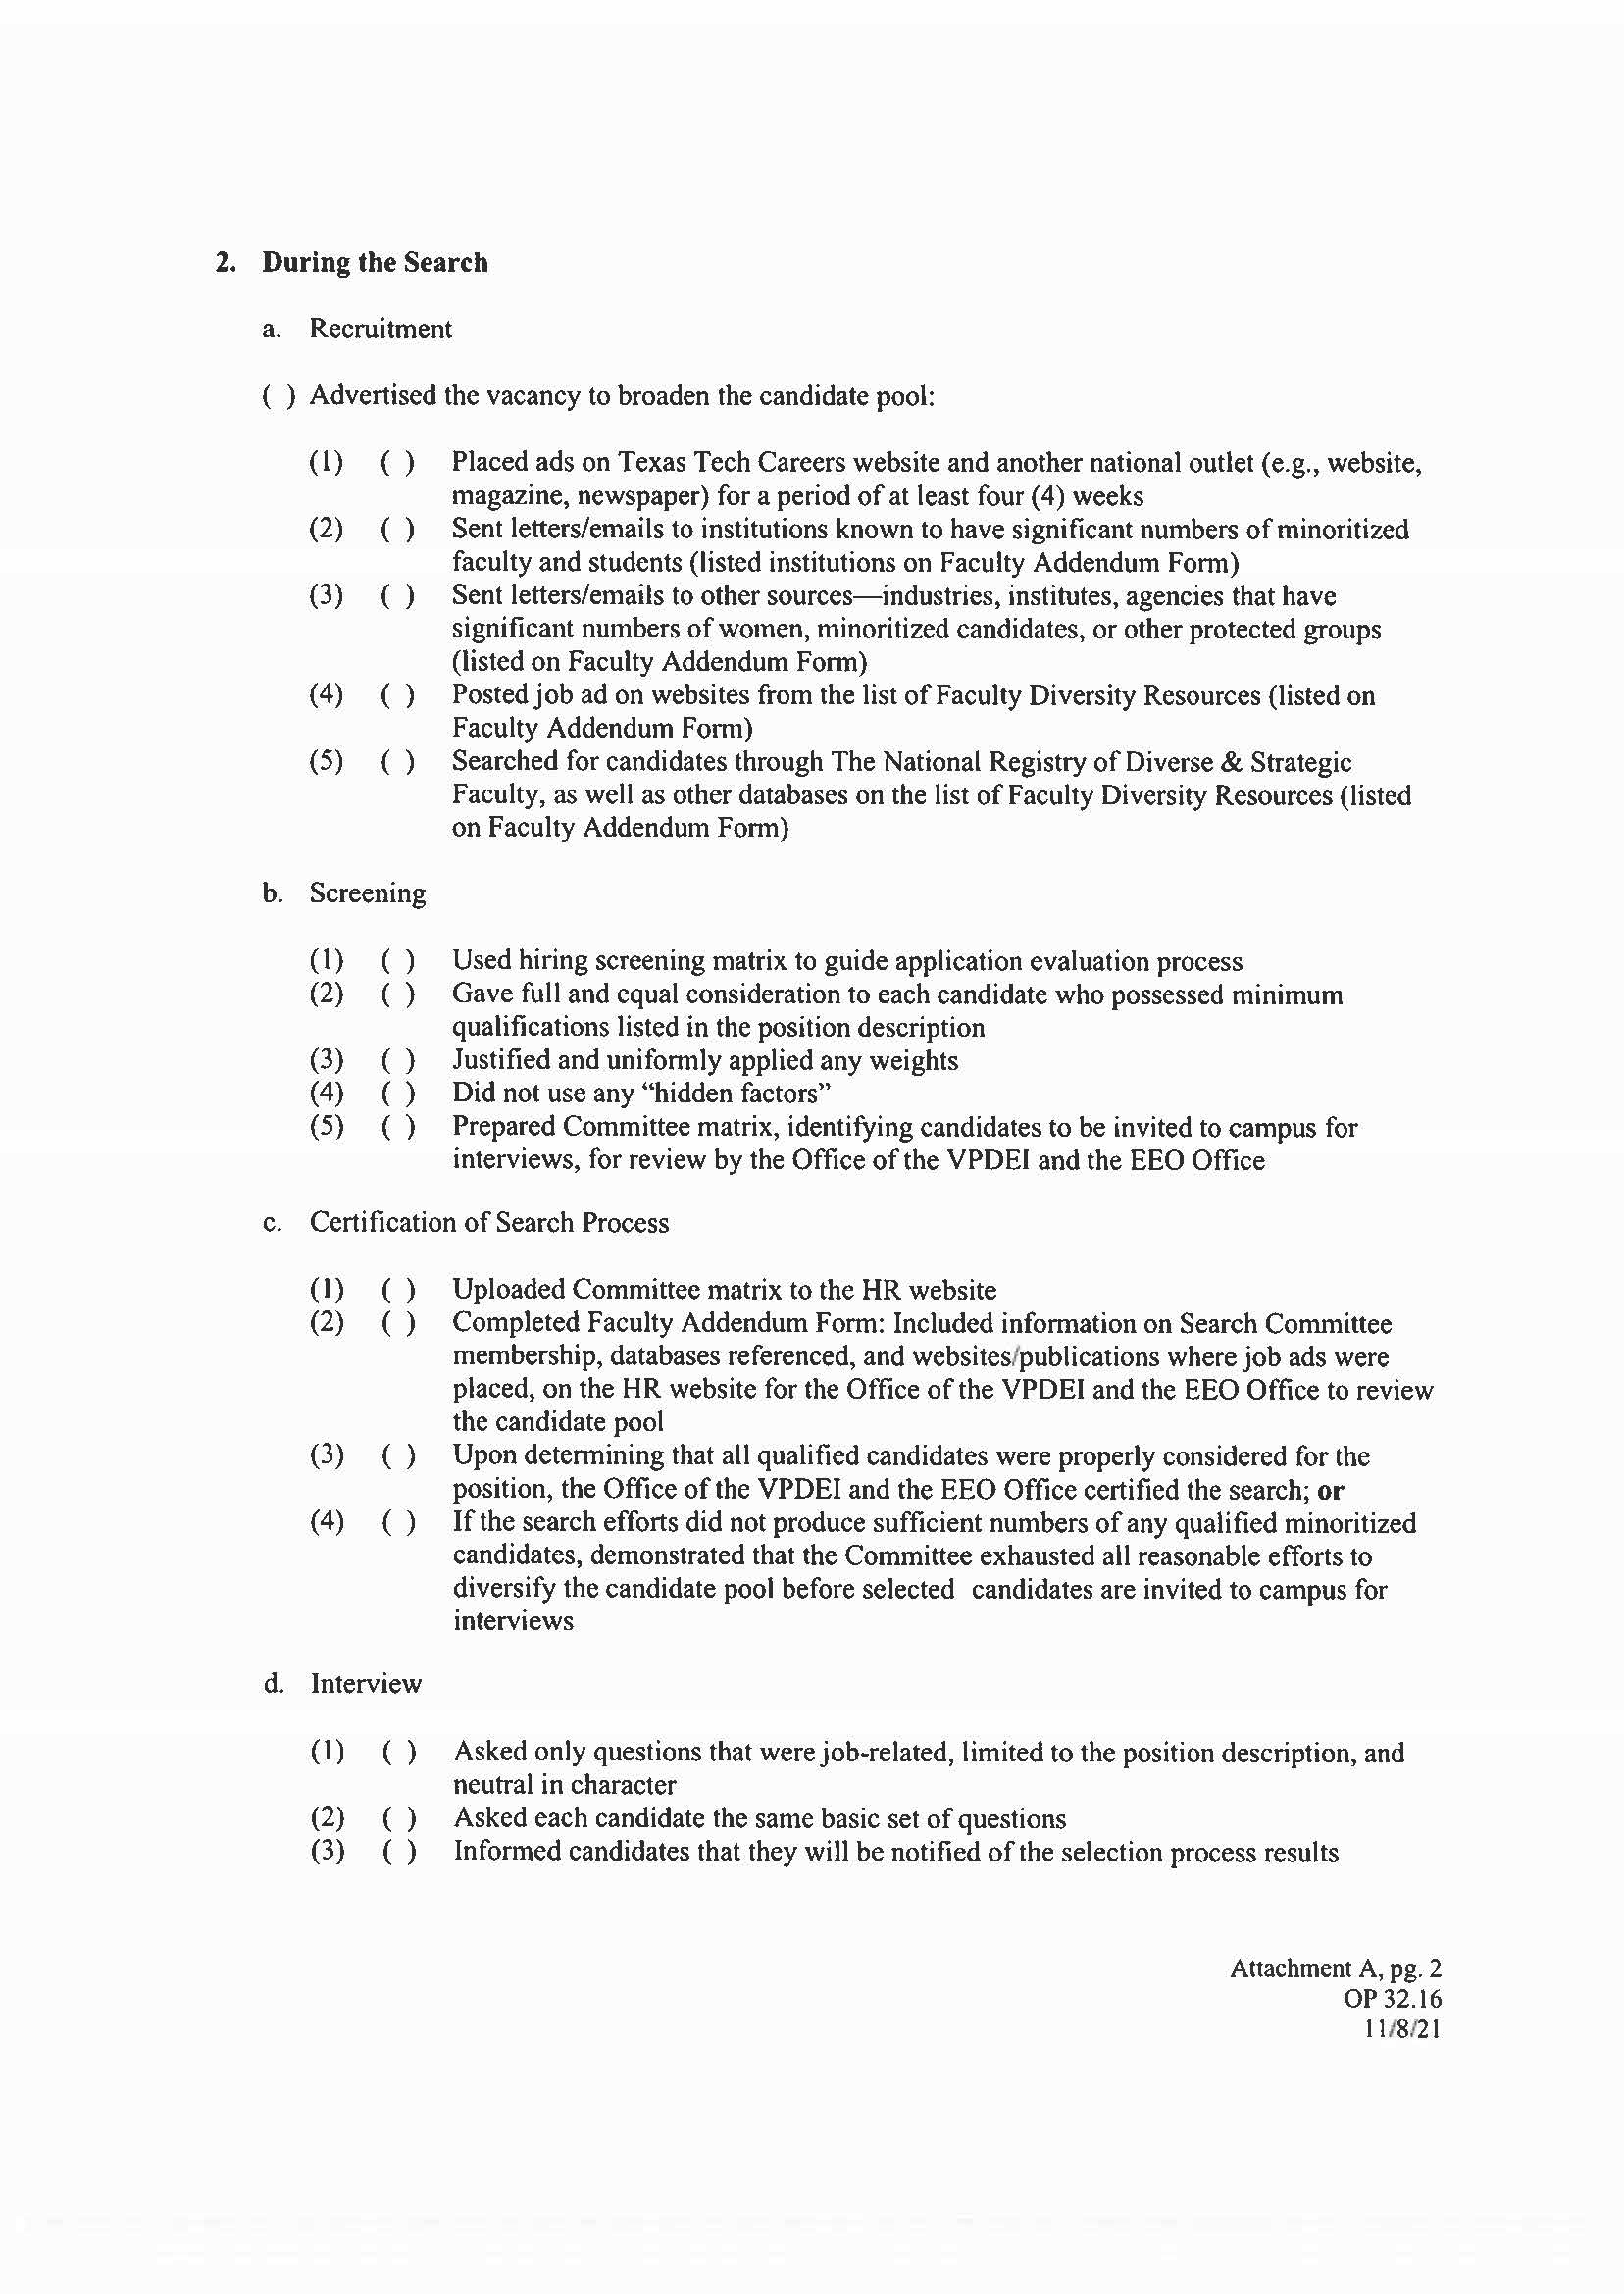 2. During the Search
a. Recruitment
( ) Advertised the vacancy to broaden the candidate pool:
(1) ( ) Placed ads on Texas Tech Careers website and another national outlet (e.g., website,
magazine, newspaper) for a period of at least four (4) weeks
(2) ( ) Sent letters/emails to institutions known to have significant numbers of minoritized
faculty and students (listed institutions on Faculty Addendum Form)
(3) ( ) Sent letters/emails to other sources—industries, institutes, agencies that have
significant numbers of women, minoritized candidates, or other protected groups
(listed on Faculty Addendum Form)
(4) ( ) Posted job ad on websites from the list of Faculty Diversity Resources (listed on
Faculty Addendum Form)
(5) ( ) Searched for candidates through The National Registry of Diverse & Strategic
Faculty, as well as other databases on the list of Faculty Diversity Resources (listed
on Faculty Addendum Form)
b. Screening
(1) ( ) Used hiring screening matrix to guide application evaluation process
(2) ( ) Gave full and equal consideration to each candidate who possessed minimum
qualifications listed in the position description
(3) ( ) Justified and uniformly applied any weights
(4) ( ) Did not use any “hidden factors”
(5) ( ) Prepared Committee matrix, identifying candidates to be invited to campus for
interviews, for review by the Office of the VPDEI and the EEO Office
c. Certification of Search Process
(1) ( ) Uploaded Committee matrix to the HR website
(2) ( ) Completed Faculty Addendum Form: Included information on Search Committee
membership, databases referenced, and websites/publications where job ads were
placed, on the HR website for the Office of the VPDEI and the EEO Office to review
the candidate pool
(3) ( ) Upon determining that all qualified candidates were properly considered for the
position, the Office of the VPDEI and the EEO Office certified the search; or
(4) ( ) If the search efforts did not produce sufficient numbers of any qualified minoritized
candidates, demonstrated that the Committee exhausted all reasonable efforts to
diversify the candidate pool before selected candidates are invited to campus for
interviews
d. Interview
(1) ( ) Asked only questions that were job-related, limited to the position description, and
neutral in character
(2) ( ) Asked each candidate the same basic set of questions
(3) ( ) Informed candidates that they will be notified of the selection process results
Attachment A, pg. 2
OP 32.16
11/8/21